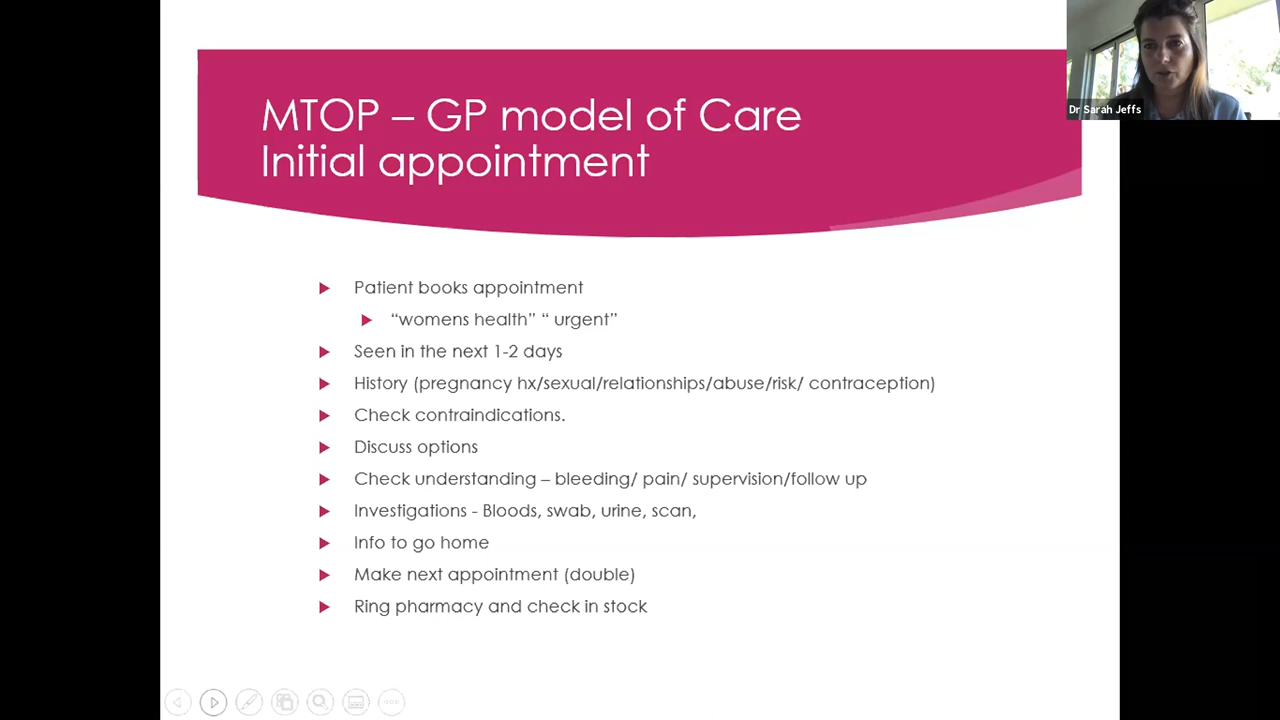 MTOP – GP model of Care
Initial appointment
Dr Sarah Jeffs
Patient books appointment
“womens health” “ urgent”
Seen in the next 1-2 days
History (pregnancy hx/sexual/relationships/abuse/risk/ contraception)
Check contraindications.
Discuss options
Check understanding – bleeding/ pain/ supervision/follow up
Investigations - Bloods, swab, urine, scan,
Info to go home
Make next appointment (double)
Ring pharmacy and check in stock